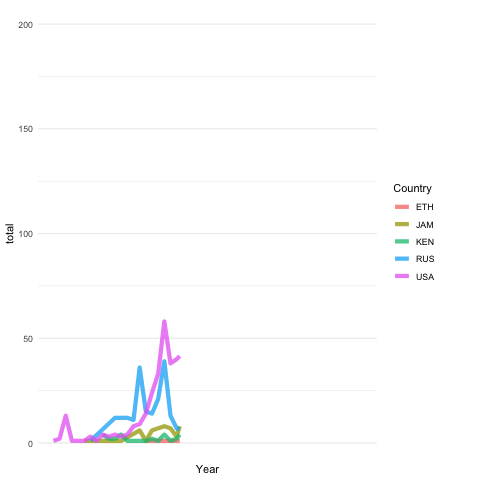 200
150
100
50
0
total
Year
Country
ETH
JAM
KEN
RUS
USA